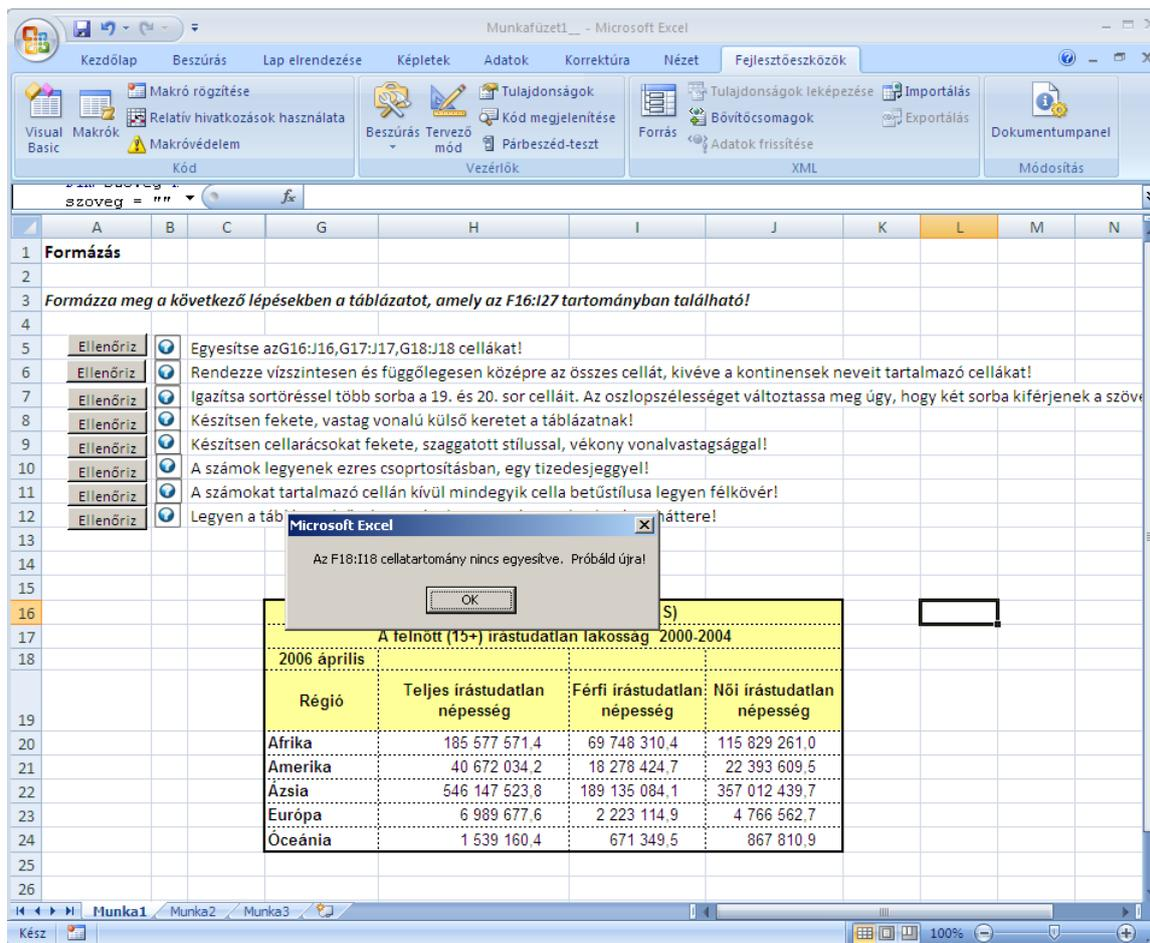 Munkafüzet1__ - Microsoft Excel
Kezdőlap Beszúrás Lap elrendezése Képletek Adatok Korrektúra Nézet Fejlesztőeszközök
Visual Basic
Makrók
Makró rögzítése
Relatív hivatkozások használata
Makróvédelem
Kód
Beszúrás
Tervező mód
Tulajdonságok
Kód megjelenítése
Párbeszéd-teszt
Vezérlők
Forrás
Tulajdonságok leképezése
Bővítőcsomagok
Adatok frissítése
Importálás
Exportálás
XML
Dokumentumpanel
Módosítás
szoveg = "" fx
A B C G H I J K L M N
1 Formázás
2
3 Formázza meg a következő lépésekben a táblázatot, amely az F16:I27 tartományban található!
4
5 Ellenőriz Egyesítse azG16:J16,G17:J17,G18:J18 cellákat!
6 Ellenőriz Rendezze vízszintesen és függőlegesen középre az összes cellát, kivéve a kontinensek neveit tartalmazó cellákat!
7 Ellenőriz Igazítsa sortöréssel több sorba a 19. és 20. sor celláit. Az oszlopszélességet változtassa meg úgy, hogy két sorba kiférjenek a szöve
8 Ellenőriz Készítsen fekete, vastag vonalú külső keretet a táblázatnak!
9 Ellenőriz Készítsen cellarácsokat fekete, szaggatott stílussal, vékony vonalvastagsággal!
10 Ellenőriz A számok legyenek ezres csoprtosításban, egy tizedesjeggyel!
11 Ellenőriz A számokat tartalmazó cellán kívül mindegyik cella betűstílusa legyen félkövér!
12 Ellenőriz Legyen a háttere!
Microsoft Excel
Az F18:I18 cellatartomány nincs egyesítve. Próbáld újra!
OK
13
14
15
16 S)
17 A felnőtt (15+) írástudatlan lakosság 2000-2004
18 2006 április
19 Régió Teljes írástudatlan népesség Férfi írástudatlan népesség Női írástudatlan népesség
20 Afrika 185 577 571,4 69 748 310,4 115 829 261,0
21 Amerika 40 672 034,2 18 278 424,7 22 393 609,5
22 Ázsia 546 147 523,8 189 135 084,1 357 012 439,7
23 Európa 6 989 677,6 2 223 114,9 4 766 562,7
24 Óceánia 1 539 160,4 671 349,5 867 810,9
25
26
Munka1 Munka2 Munka3
Kész 100%